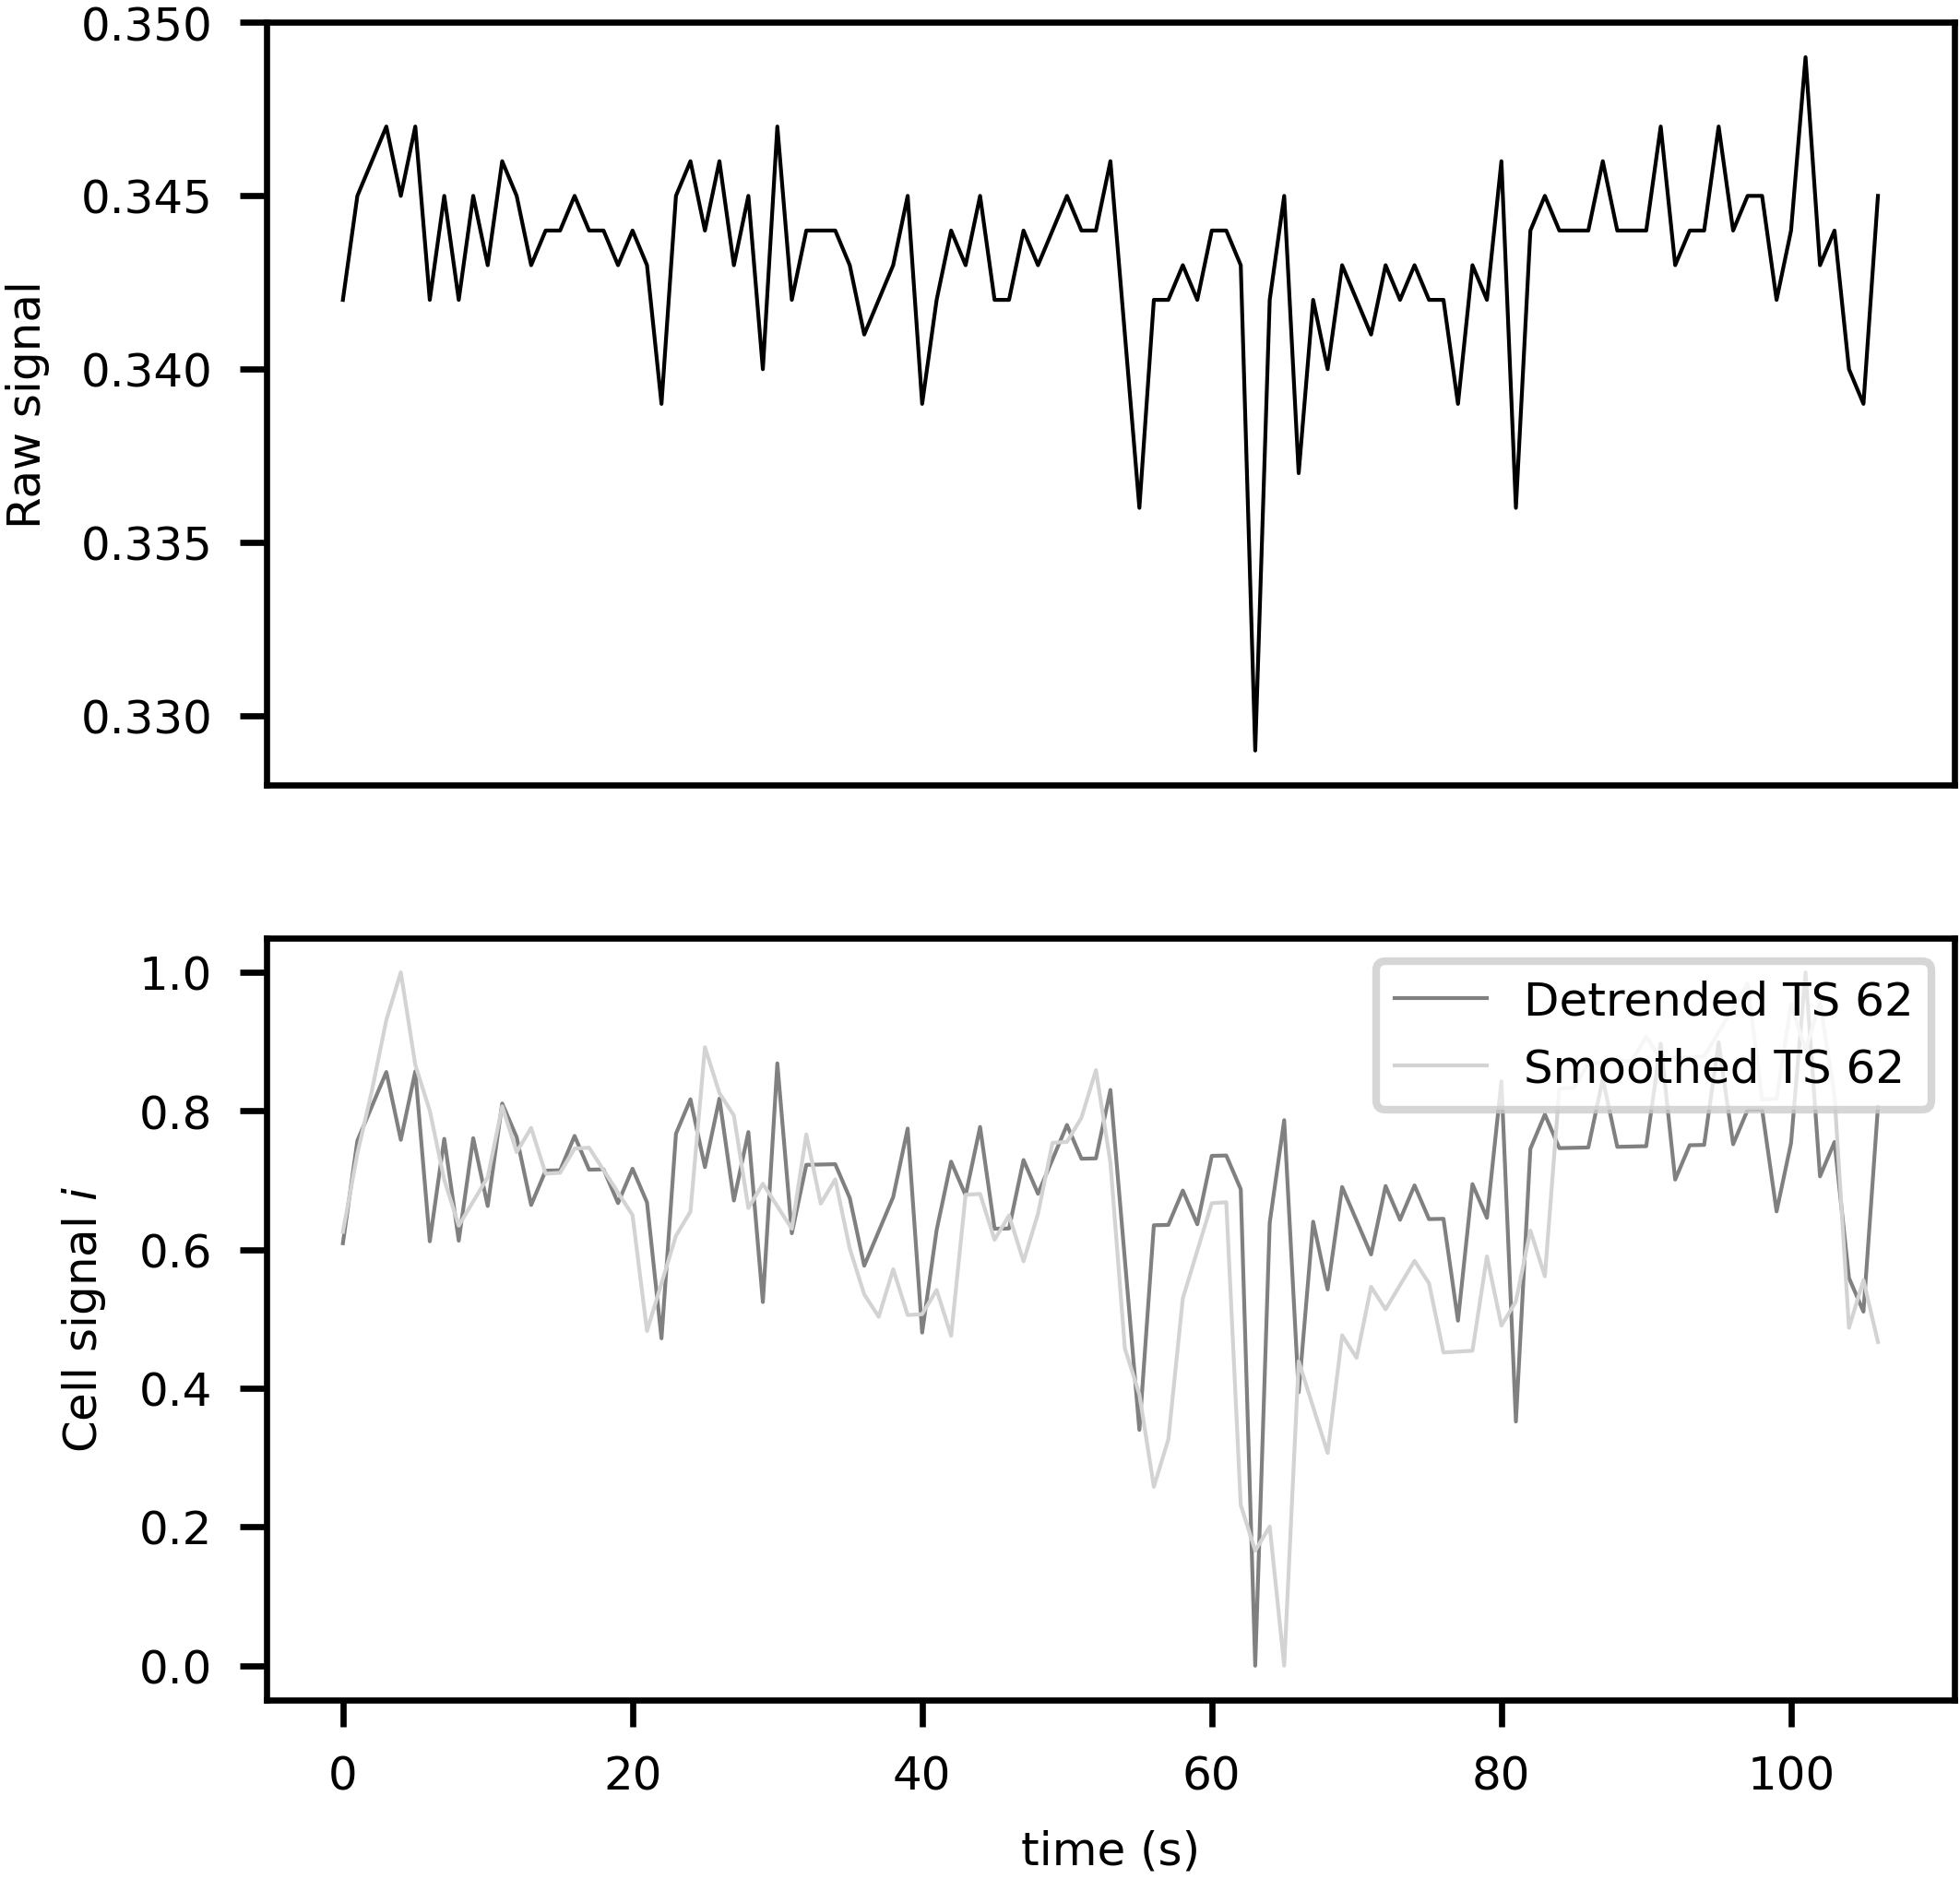 0.350
0.345
0.340
0.335
0.330
Raw signal
1.0
0.8
0.6
0.4
0.2
0.0
Cell signal i
Detrended TS 62
Smoothed TS 62
0 20 40 60 80 100
time (s)